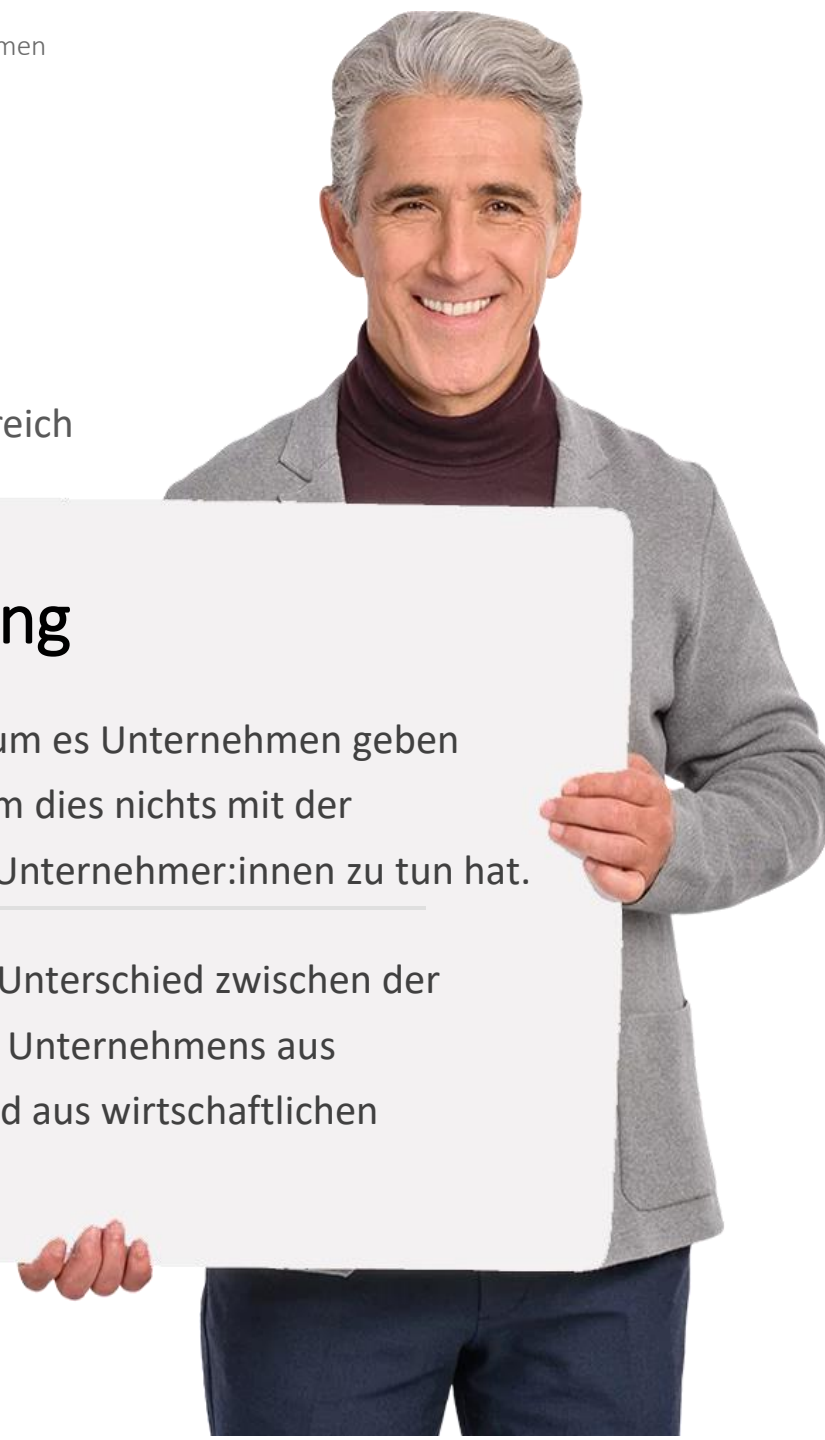 men
reich
ng
um es Unternehmen geben
m dies nichts mit der
Unternehmer:innen zu tun hat.
Unterschied zwischen der
Unternehmens aus
d aus wirtschaftlichen